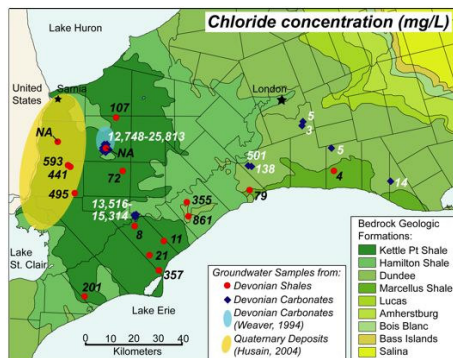 Chloride concentration (mg/L)
Lake Huron
United States
Sarnia
London
107
5
3
NA
12,748-25,813
NA
593
441
501
138
5
72
4
495
79
14
13,516-
15,314
355
861
8
11
21
357
201
Lake
St. Clair
Lake Erie
0 10 20 30 40
Kilometers
Groundwater Samples from:
Devonian Shales
Devonian Carbonates
Devonian Carbonates
(Weaver, 1994)
Quaternary Deposits
(Husain, 2004)
Bedrock Geologic
Formations:
Kettle Pt Shale
Hamilton Shale
Dundee
Marcellus Shale
Lucas
Amherstburg
Bois Blanc
Bass Islands
Salina